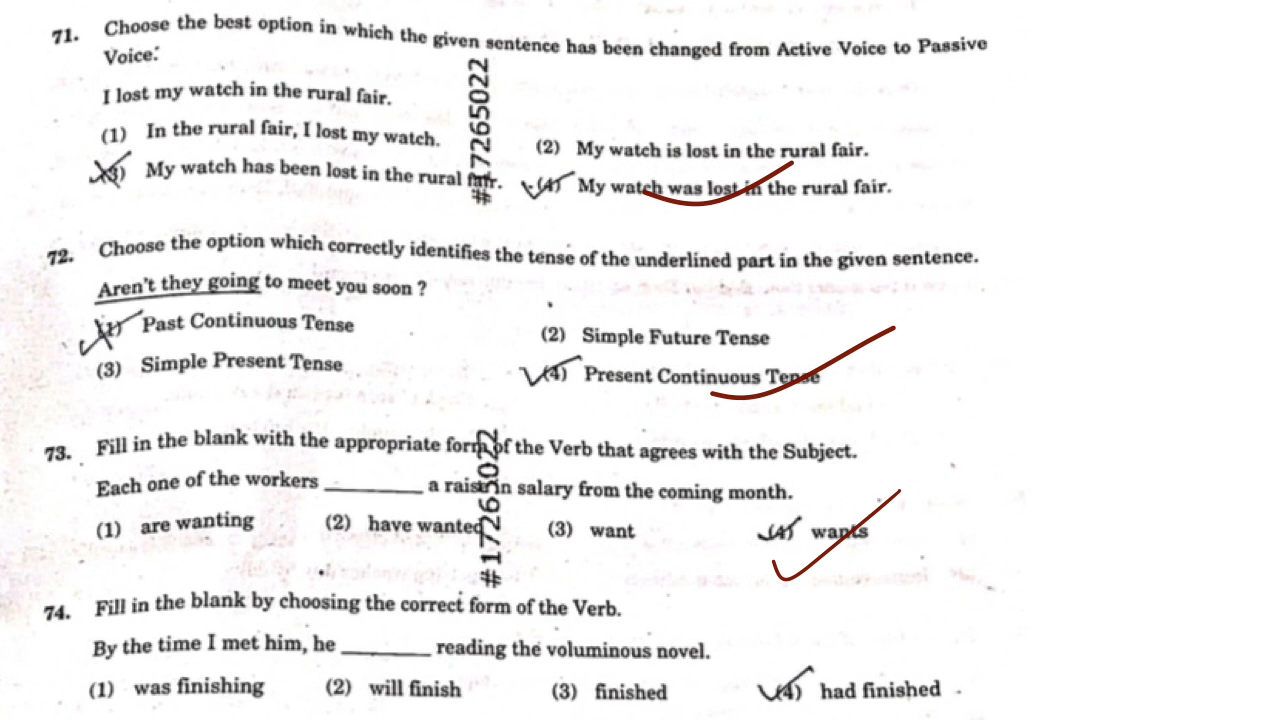 71. Choose the best option in which the given sentence has been changed from Active Voice to Passive
Voice:
I lost my watch in the rural fair.
(1) In the rural fair, I lost my watch.
(2) My watch is lost in the rural fair.
(3) My watch has been lost in the rural fair.
(4) My watch was lost in the rural fair.
#17265022
72. Choose the option which correctly identifies the tense of the underlined part in the given sentence.
Aren't they going to meet you soon ?
(1) Past Continuous Tense
(2) Simple Future Tense
(3) Simple Present Tense
(4) Present Continuous Tense
73. Fill in the blank with the appropriate form of the Verb that agrees with the Subject.
Each one of the workers ________ a raise in salary from the coming month.
(1) are wanting (2) have wanted (3) want (4) wants
#17265022
74. Fill in the blank by choosing the correct form of the Verb.
By the time I met him, he ________ reading the voluminous novel.
(1) was finishing (2) will finish (3) finished (4) had finished